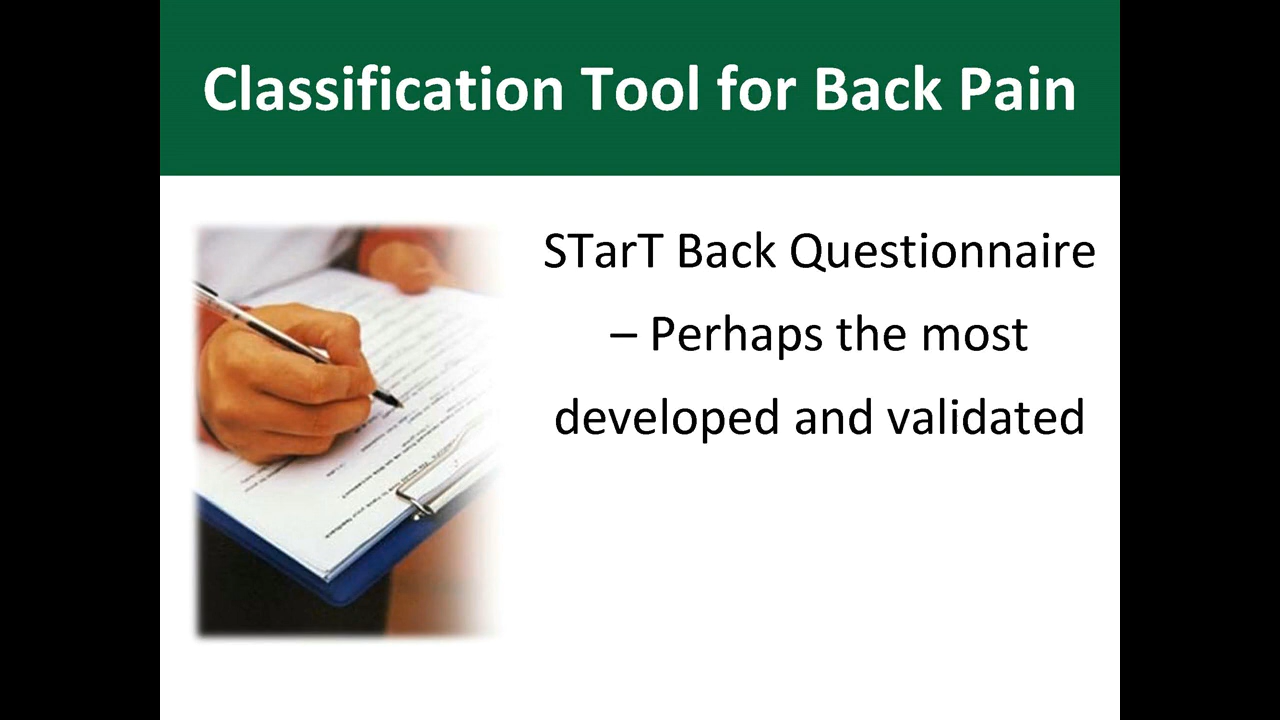 Classification Tool for Back Pain
STarT Back Questionnaire
– Perhaps the most
developed and validated